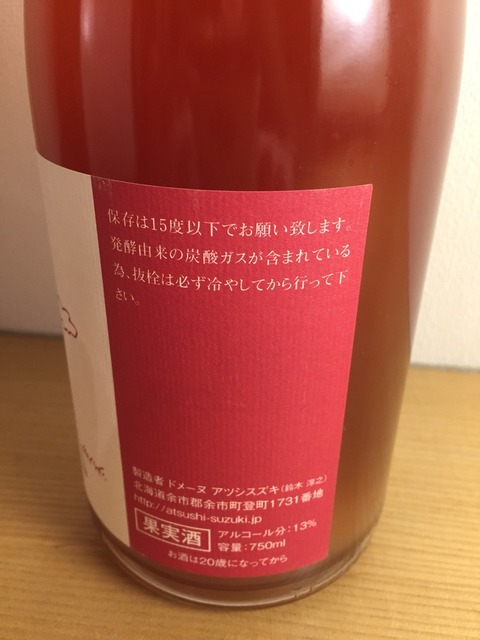 保存は15度以下でお願い致します。
発酵由来の炭酸ガスが含まれている
為、抜栓は必ず冷やしてから行って下
さい。
製造者 ドメーヌ アツシスズキ(鈴木 淳之)
北海道余市郡余市町登町1731番地
http://atsushi-suzuki.jp
果実酒
アルコール分:13%
容量:750ml
お酒は20歳になってから